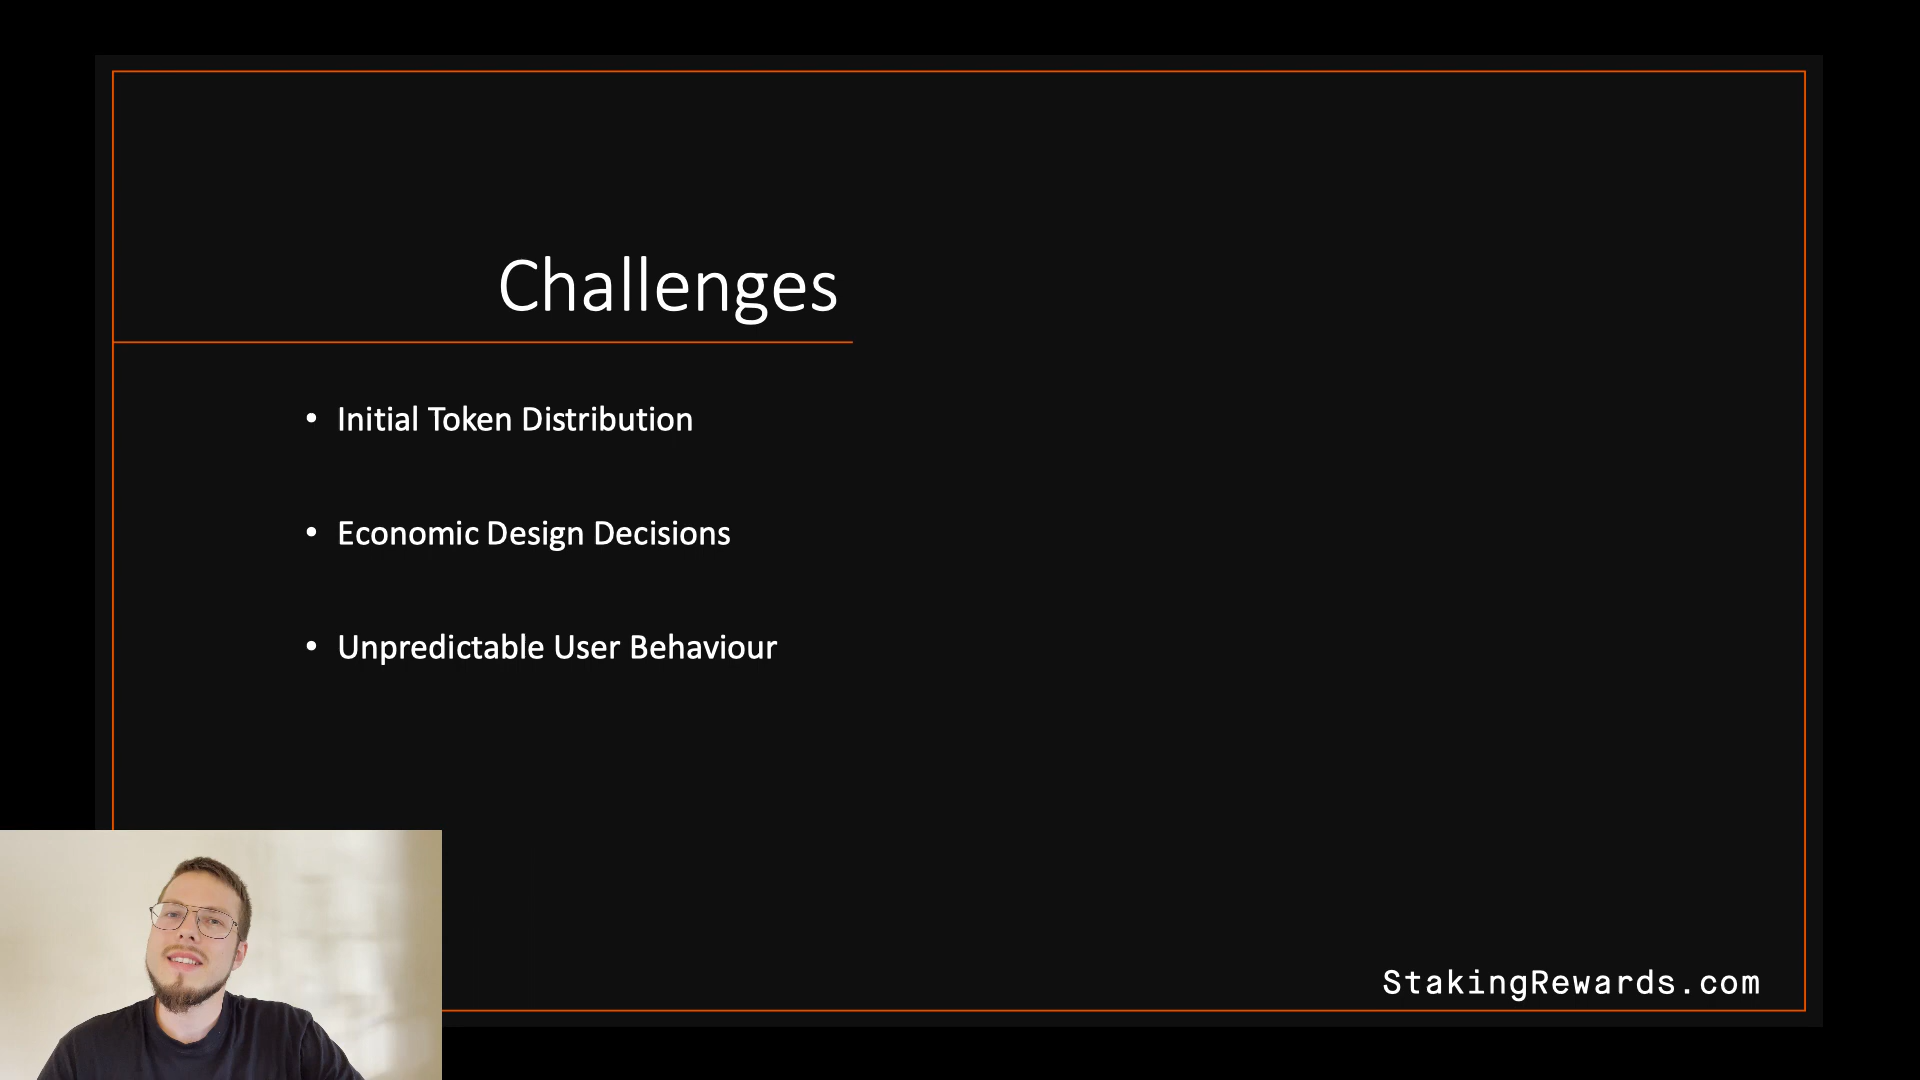 Challenges
• Initial Token Distribution
• Economic Design Decisions
• Unpredictable User Behaviour
StakingRewards.com